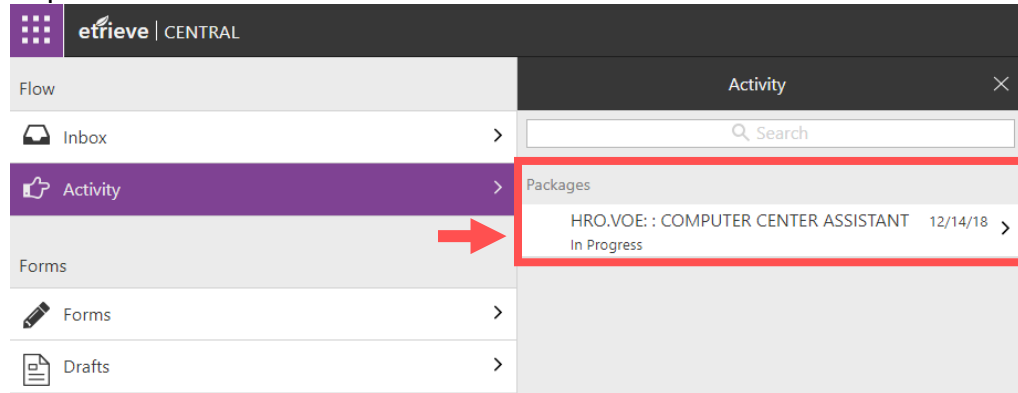 etrieve | CENTRAL
Flow
Inbox
Activity
Forms
Forms
Drafts
Activity
Search
Packages
HRO.VOE: : COMPUTER CENTER ASSISTANT 12/14/18
In Progress